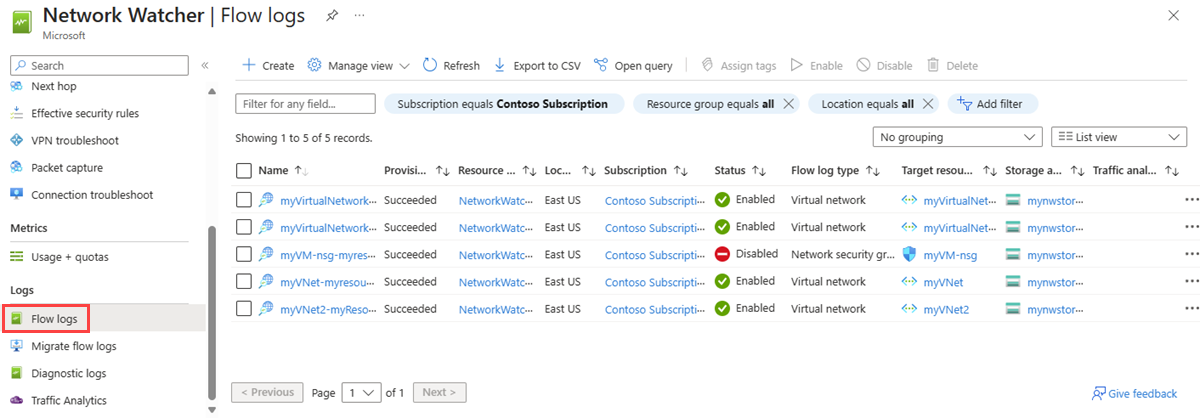 Network Watcher | Flow logs
Microsoft
Search
Next hop
Effective security rules
VPN troubleshoot
Packet capture
Connection troubleshoot
Metrics
Usage + quotas
Logs
Flow logs
Migrate flow logs
Diagnostic logs
Traffic Analytics
Create Manage view Refresh Export to CSV Open query Assign tags Enable Disable Delete
Filter for any field... Subscription equals Contoso Subscription Resource group equals all Location equals all Add filter
Showing 1 to 5 of 5 records. No grouping List view
Name Provisi... Resource ... Loc... Subscription Status Flow log type Target resou... Storage a... Traffic anal...
myVirtualNetwork... Succeeded NetworkWatc... East US Contoso Subscripti... Enabled Virtual network myVirtualNet... mynwstor...
myVirtualNetwork... Succeeded NetworkWatc... East US Contoso Subscripti... Enabled Virtual network myVirtualNet... mynwstor...
myVM-nsg-myres... Succeeded NetworkWatc... East US Contoso Subscripti... Disabled Network security gr... myVM-nsg mynwstor...
myVNet-myresou... Succeeded NetworkWatc... East US Contoso Subscripti... Enabled Virtual network myVNet mynwstor...
myVNet2-myReso... Succeeded NetworkWatc... East US Contoso Subscripti... Enabled Virtual network myVNet2 mynwstor...
< Previous Page 1 of 1 Next > Give feedback